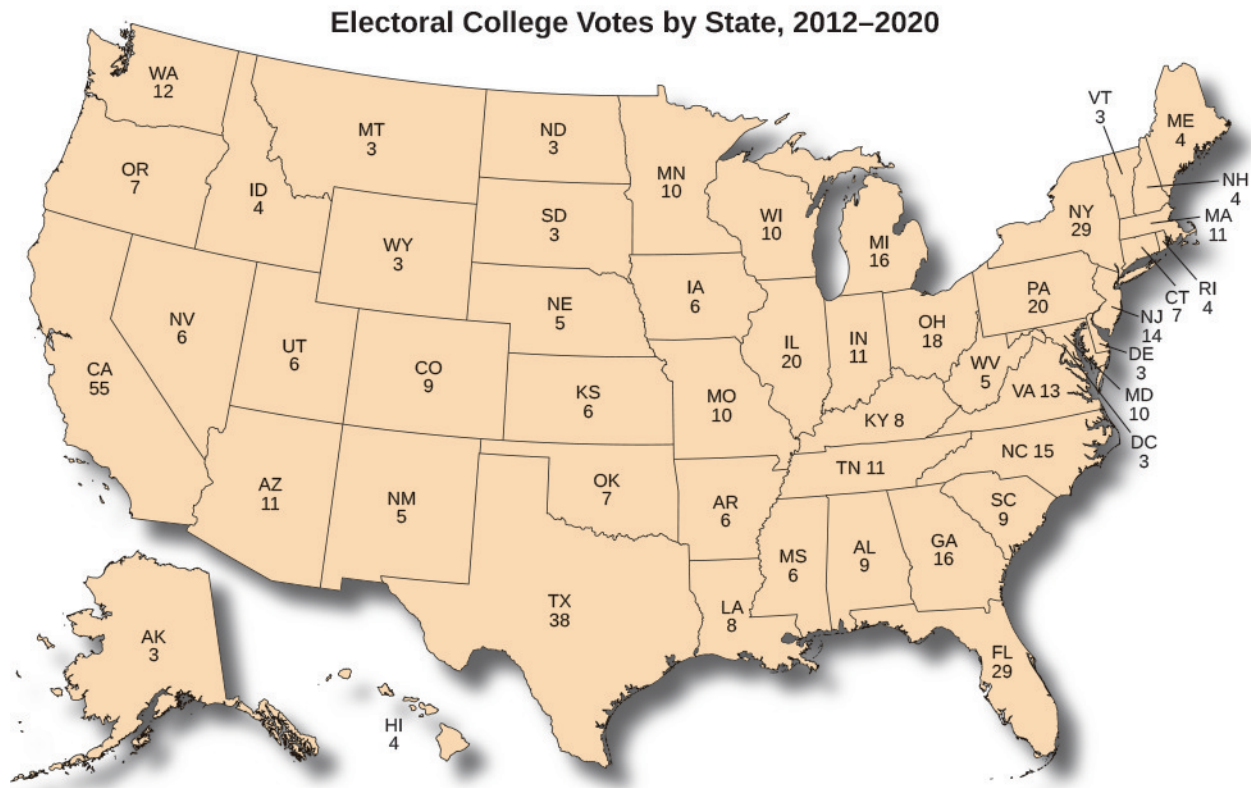 Electoral College Votes by State, 2012–2020
WA
12
OR
7
CA
55
NV
6
ID
4
MT
3
WY
3
UT
6
CO
9
AZ
11
NM
5
ND
3
SD
3
NE
5
KS
6
OK
7
TX
38
MN
10
IA
6
MO
10
AR
6
LA
8
WI
10
IL
20
MI
16
IN
11
OH
18
KY 8
TN 11
MS
6
AL
9
GA
16
FL
29
SC
9
NC 15
VA 13
WV
5
PA
20
NY
29
VT
3
ME
4
NH
4
MA
11
RI
4
CT
7
NJ
14
DE
3
MD
10
DC
3
AK
3
HI
4